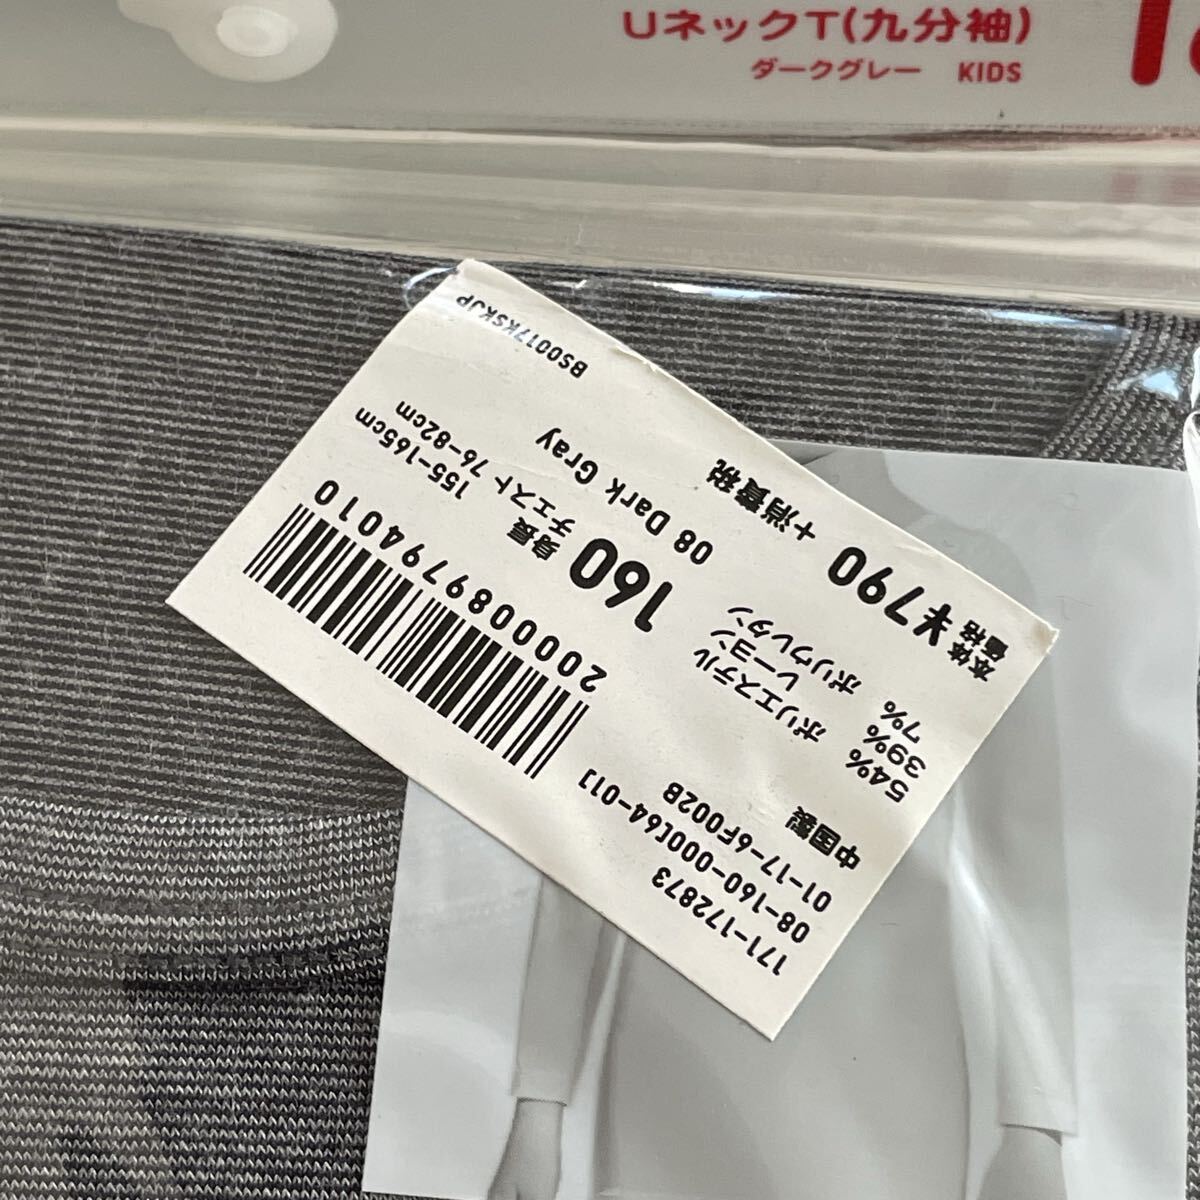 Uネック T(九分袖)
ダークグレー KIDS
171-172873
08-160-000[64-01]
01-17-6F002B
中国製
54% ポリエステル
39% レーヨン
7% ポリウレタン
本体
価格 ¥790 +消費税
2000089794010
160 身長 155-165cm
チェスト 76-82cm
08 Dark Gray
BS0017KSKJP